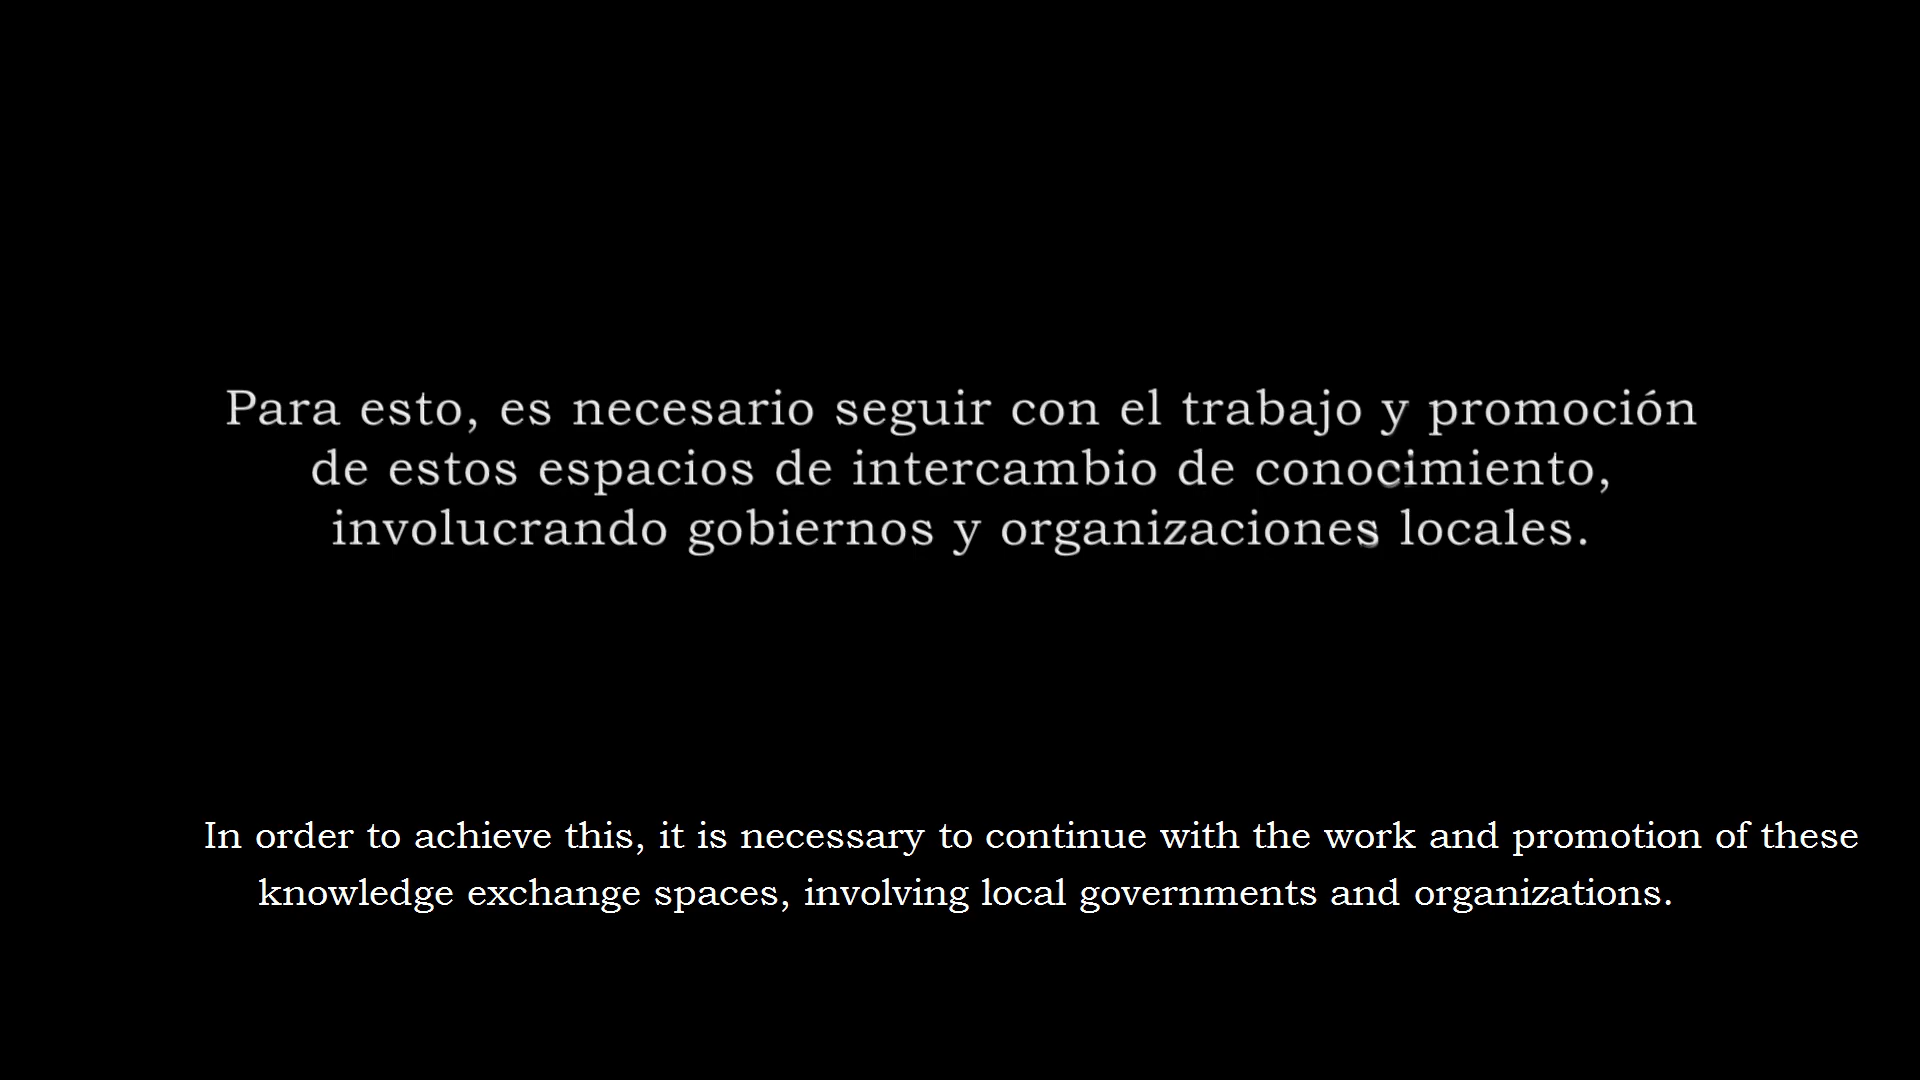 Para esto, es necesario seguir con el trabajo y promoción
de estos espacios de intercambio de conocimiento,
involucrando gobiernos y organizaciones locales.
In order to achieve this, it is necessary to continue with the work and promotion of these
knowledge exchange spaces, involving local governments and organizations.